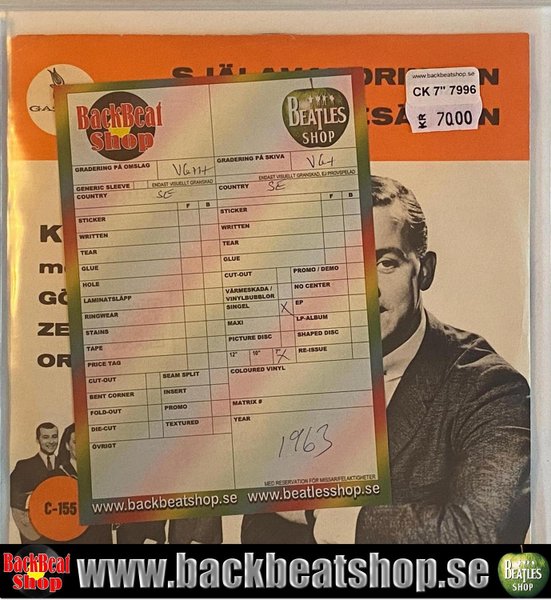 SJÄLAVA
www.backbeatshop.se
CK 7" 7996
KR 70.00
GAS
BackBeat
Shop
BEATLES
SHOP
GRADERING PÅ OMSLAG VG++
GRADERING PÅ SKIVA VG+
GENERIC SLEEVE ENDAST VISUELLT GRANSKAD
ENDAST VISUELLT GRANSKAD, EJ PROVSPELAD
COUNTRY SE
COUNTRY SE
F B
F B
STICKER
STICKER
WRITTEN
WRITTEN
TEAR
TEAR
GLUE
GLUE
HOLE
CUT-OUT
PROMO / DEMO
LAMINATSLÄPP
VÄRMESKADA /
VINYLBUBBLOR
NO CENTER
RINGWEAR
SINGEL X
EP
STAINS
MAXI
LP-ALBUM
TAPE
PICTURE DISC
SHAPED DISC
PRICE TAG
12" 10" 7" X
RE-ISSUE
CUT-OUT
SEAM SPLIT
COLOURED VINYL
BENT CORNER
INSERT
FOLD-OUT
PROMO
MATRIX #
DIE-CUT
TEXTURED
YEAR
1963
ÖVRIGT
MED RESERVATION FÖR MISSAR/FELAKTIGHETER
www.backbeatshop.se www.beatlesshop.se
K
m
GÖ
ZE
OR
C-155
BackBeat
Shop
www.backbeatshop.se
BEATLES
SHOP